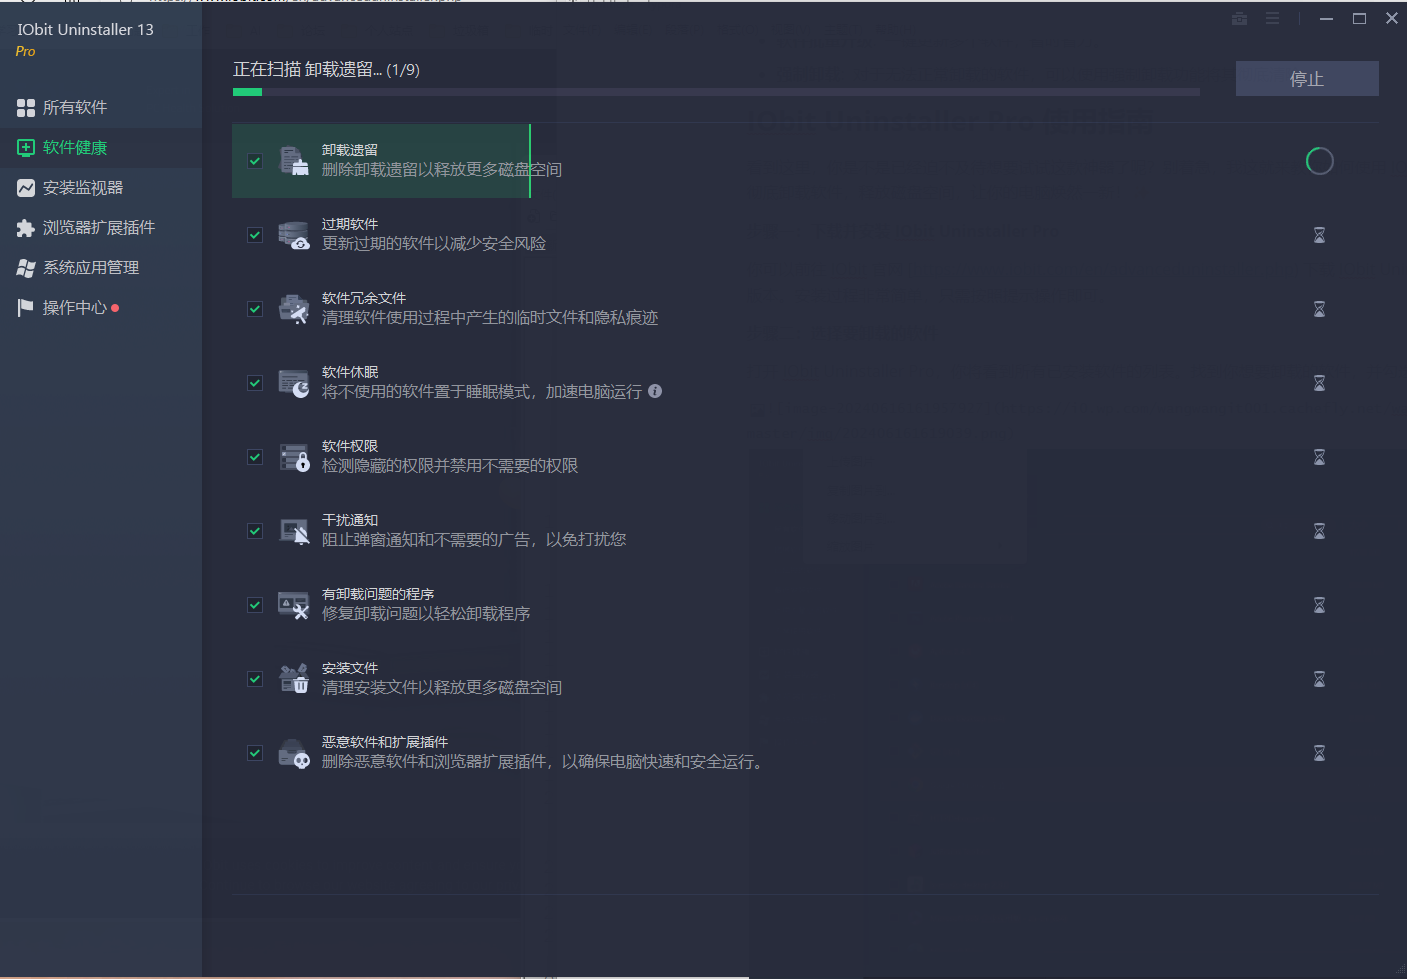 IObit Uninstaller 13
Pro
所有软件
软件健康
安装监视器
浏览器扩展插件
系统应用管理
操作中心
正在扫描 卸载遗留... (1/9)
停止
卸载遗留
删除卸载遗留以释放更多磁盘空间
过期软件
更新过期的软件以减少安全风险
软件冗余文件
清理软件使用过程中产生的临时文件和隐私痕迹
软件休眠
将不使用的软件置于睡眠模式，加速电脑运行
软件权限
检测隐藏的权限并禁用不需要的权限
干扰通知
阻止弹窗通知和不需要的广告，以免打扰您
有卸载问题的程序
修复卸载问题以轻松卸载程序
安装文件
清理安装文件以释放更多磁盘空间
恶意软件和扩展插件
删除恶意软件和浏览器扩展插件，以确保电脑快速和安全运行。